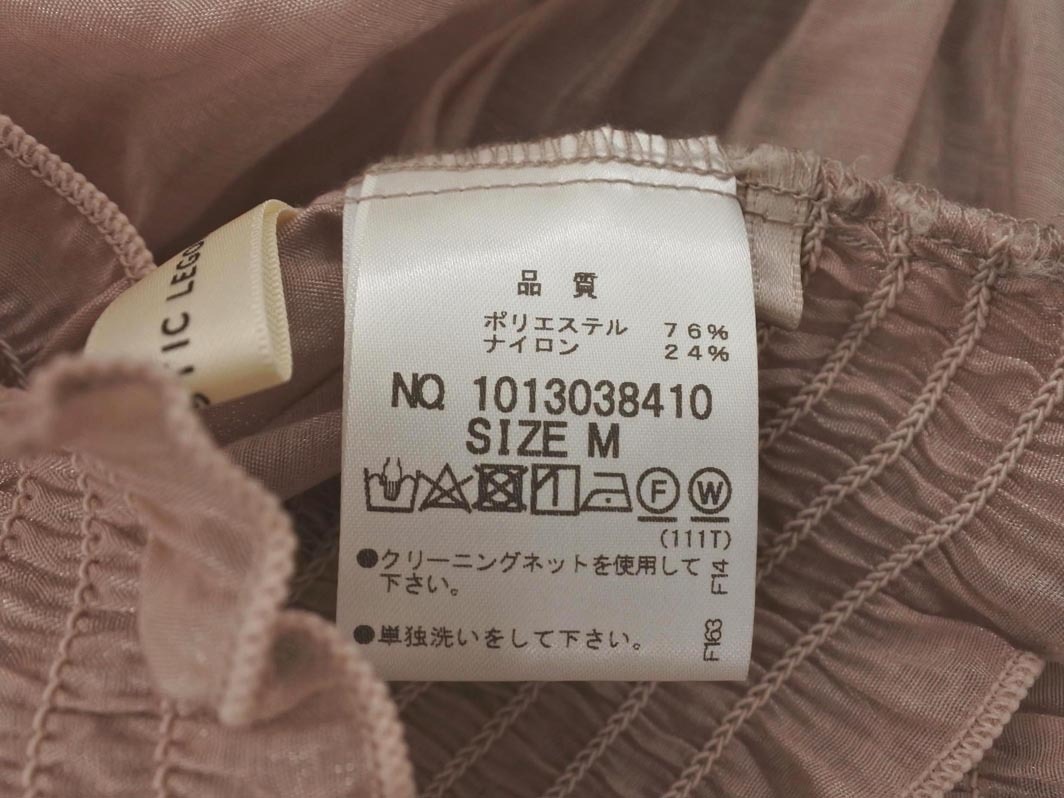 TIC LEGO
品質
ポリエステル 76%
ナイロン 24%
NO. 1013038410
SIZE M
F W
(111T)
●クリーニングネットを使用して
下さい。
●単独洗いをして下さい。
F14
F163